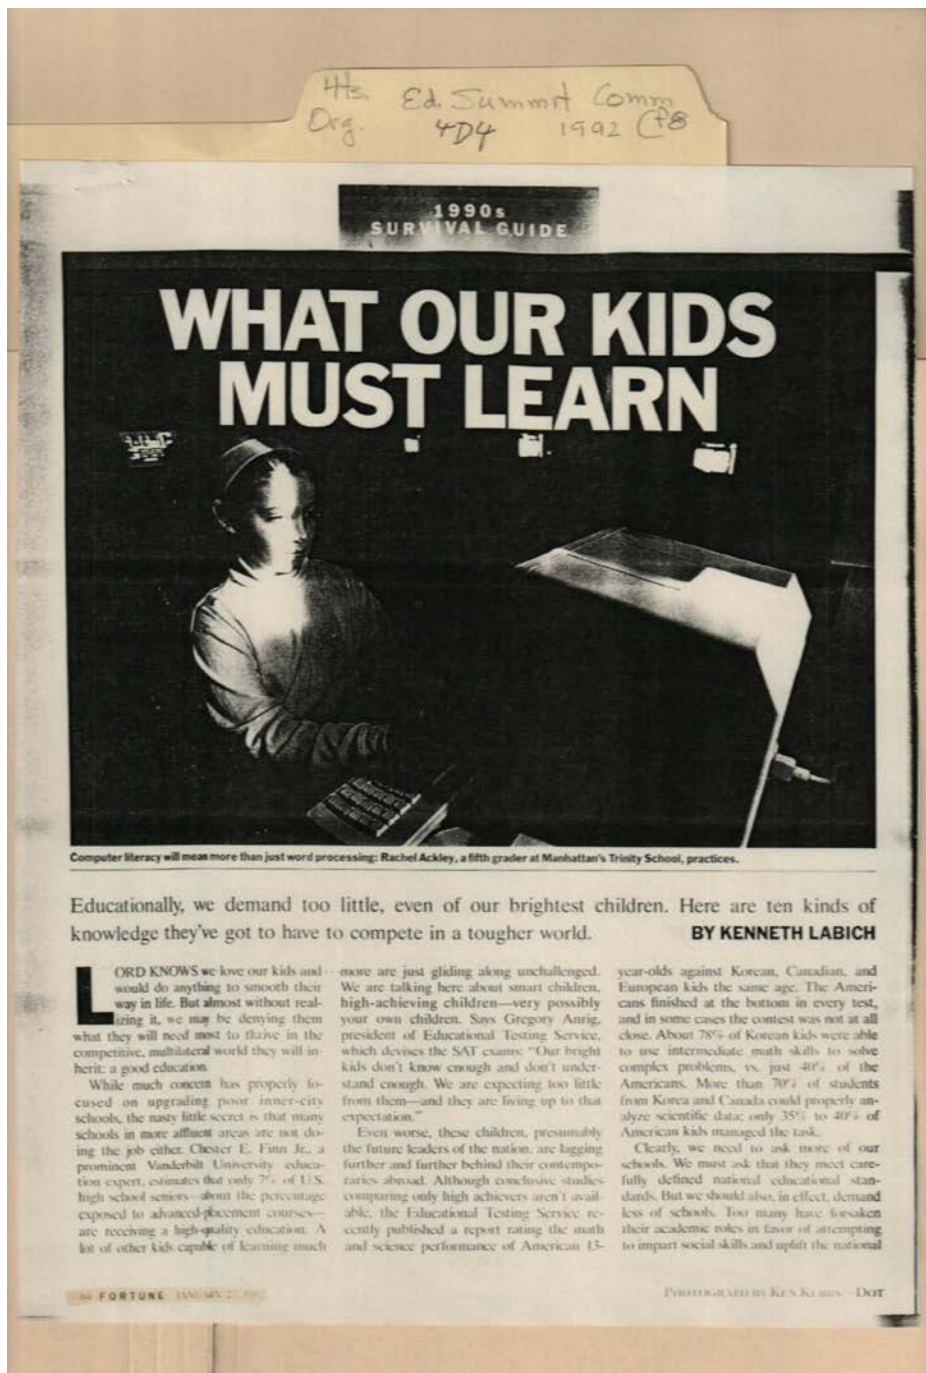 Hs. Ed. Summit Comm
Org. 4D4 1992
1990s
SURVIVAL GUIDE
WHAT OUR KIDS
MUST LEARN
Computer literacy will mean more than just word processing: Rachel Ackley, a fifth grader at Manhattan's Trinity School, practices.
Educationally, we demand too little, even of our brightest children. Here are ten kinds of
knowledge they've got to have to compete in a tougher world.
BY KENNETH LABICH
LORD KNOWS we love our kids and
would do anything to smooth their
way in life. But almost without real-
izing it, we may be denying them
what they will need most to thrive in the
competitive, multilateral world they will in-
herit: a good education.
While much concern has properly fo-
cused on upgrading poor inner-city
schools, the nasty little secret is that many
schools in more affluent areas are not do-
ing the job either. Chester E. Finn Jr., a
prominent Vanderbilt University educa-
tion expert, estimates that only 7% of U.S.
high school seniors—about the percentage
exposed to advanced-placement courses—
are receiving a high-quality education. A
lot of other kids capable of learning much
more are just gliding along unchallenged.
We are talking here about smart children,
high-achieving children—very possibly
your own children. Says Gregory Anrig,
president of Educational Testing Service,
which devises the SAT exams: "Our bright
kids don't know enough and don't under-
stand enough. We are expecting too little
from them—and they are living up to that
expectation."
Even worse, these children, presumably
the future leaders of the nation, are lagging
further and further behind their contempo-
raries abroad. Although conclusive studies
comparing only high achievers aren't avail-
able, the Educational Testing Service re-
cently published a report rating the math
and science performance of American 13-
year-olds against Korean, Canadian, and
European kids the same age. The Ameri-
cans finished at the bottom in every test,
and in some cases the contest was not at all
close. About 78% of Korean kids were able
to use intermediate math skills to solve
complex problems, vs. just 40% of the
Americans. More than 70% of students
from Korea and Canada could properly an-
alyze scientific data; only 35% to 40% of
American kids managed the task.
Clearly, we need to ask more of our
schools. We must ask that they meet care-
fully defined national educational stan-
dards. But we should also, in effect, demand
less of schools. Too many have forsaken
their academic roles in favor of attempting
to impart social skills and uplift the national
FORTUNE JANUARY
PHOTOGRAPH BY KEN —DOT